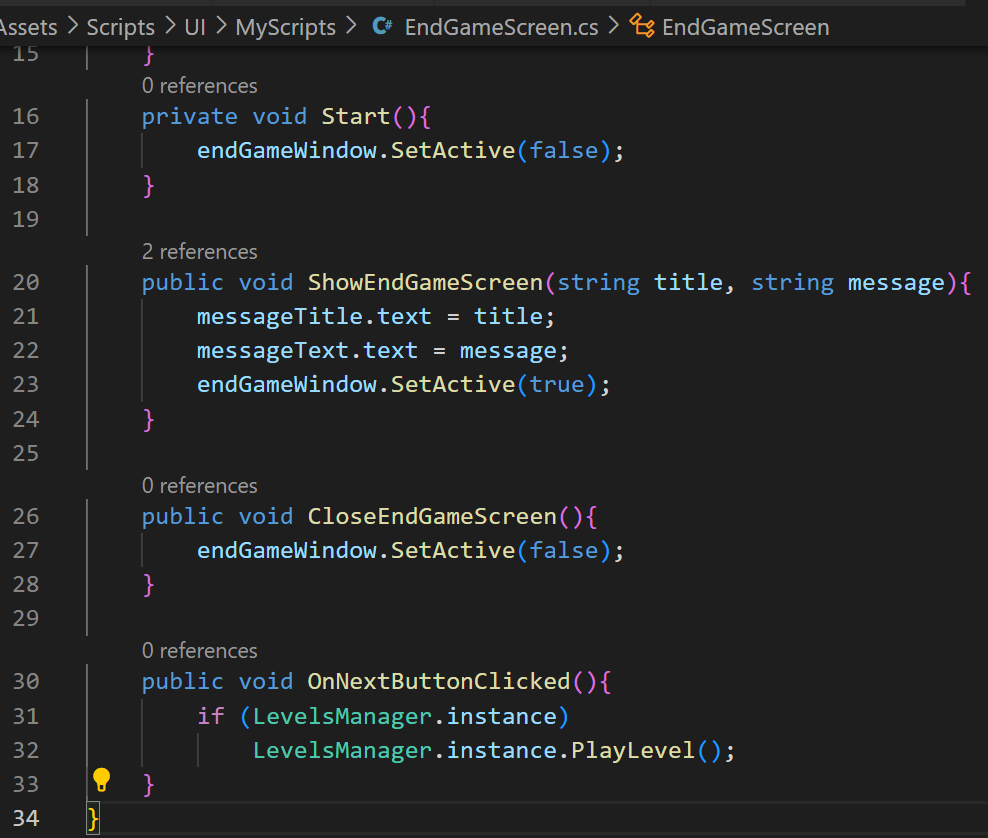 Assets > Scripts > UI > MyScripts > C# EndGameScreen.cs > EndGameScreen
15 }
0 references
16 private void Start(){
17 endGameWindow.SetActive(false);
18 }
19
2 references
20 public void ShowEndGameScreen(string title, string message){
21 messageTitle.text = title;
22 messageText.text = message;
23 endGameWindow.SetActive(true);
24 }
25
0 references
26 public void CloseEndGameScreen(){
27 endGameWindow.SetActive(false);
28 }
29
0 references
30 public void OnNextButtonClicked(){
31 if (LevelsManager.instance)
32 LevelsManager.instance.PlayLevel();
33 }
34 }